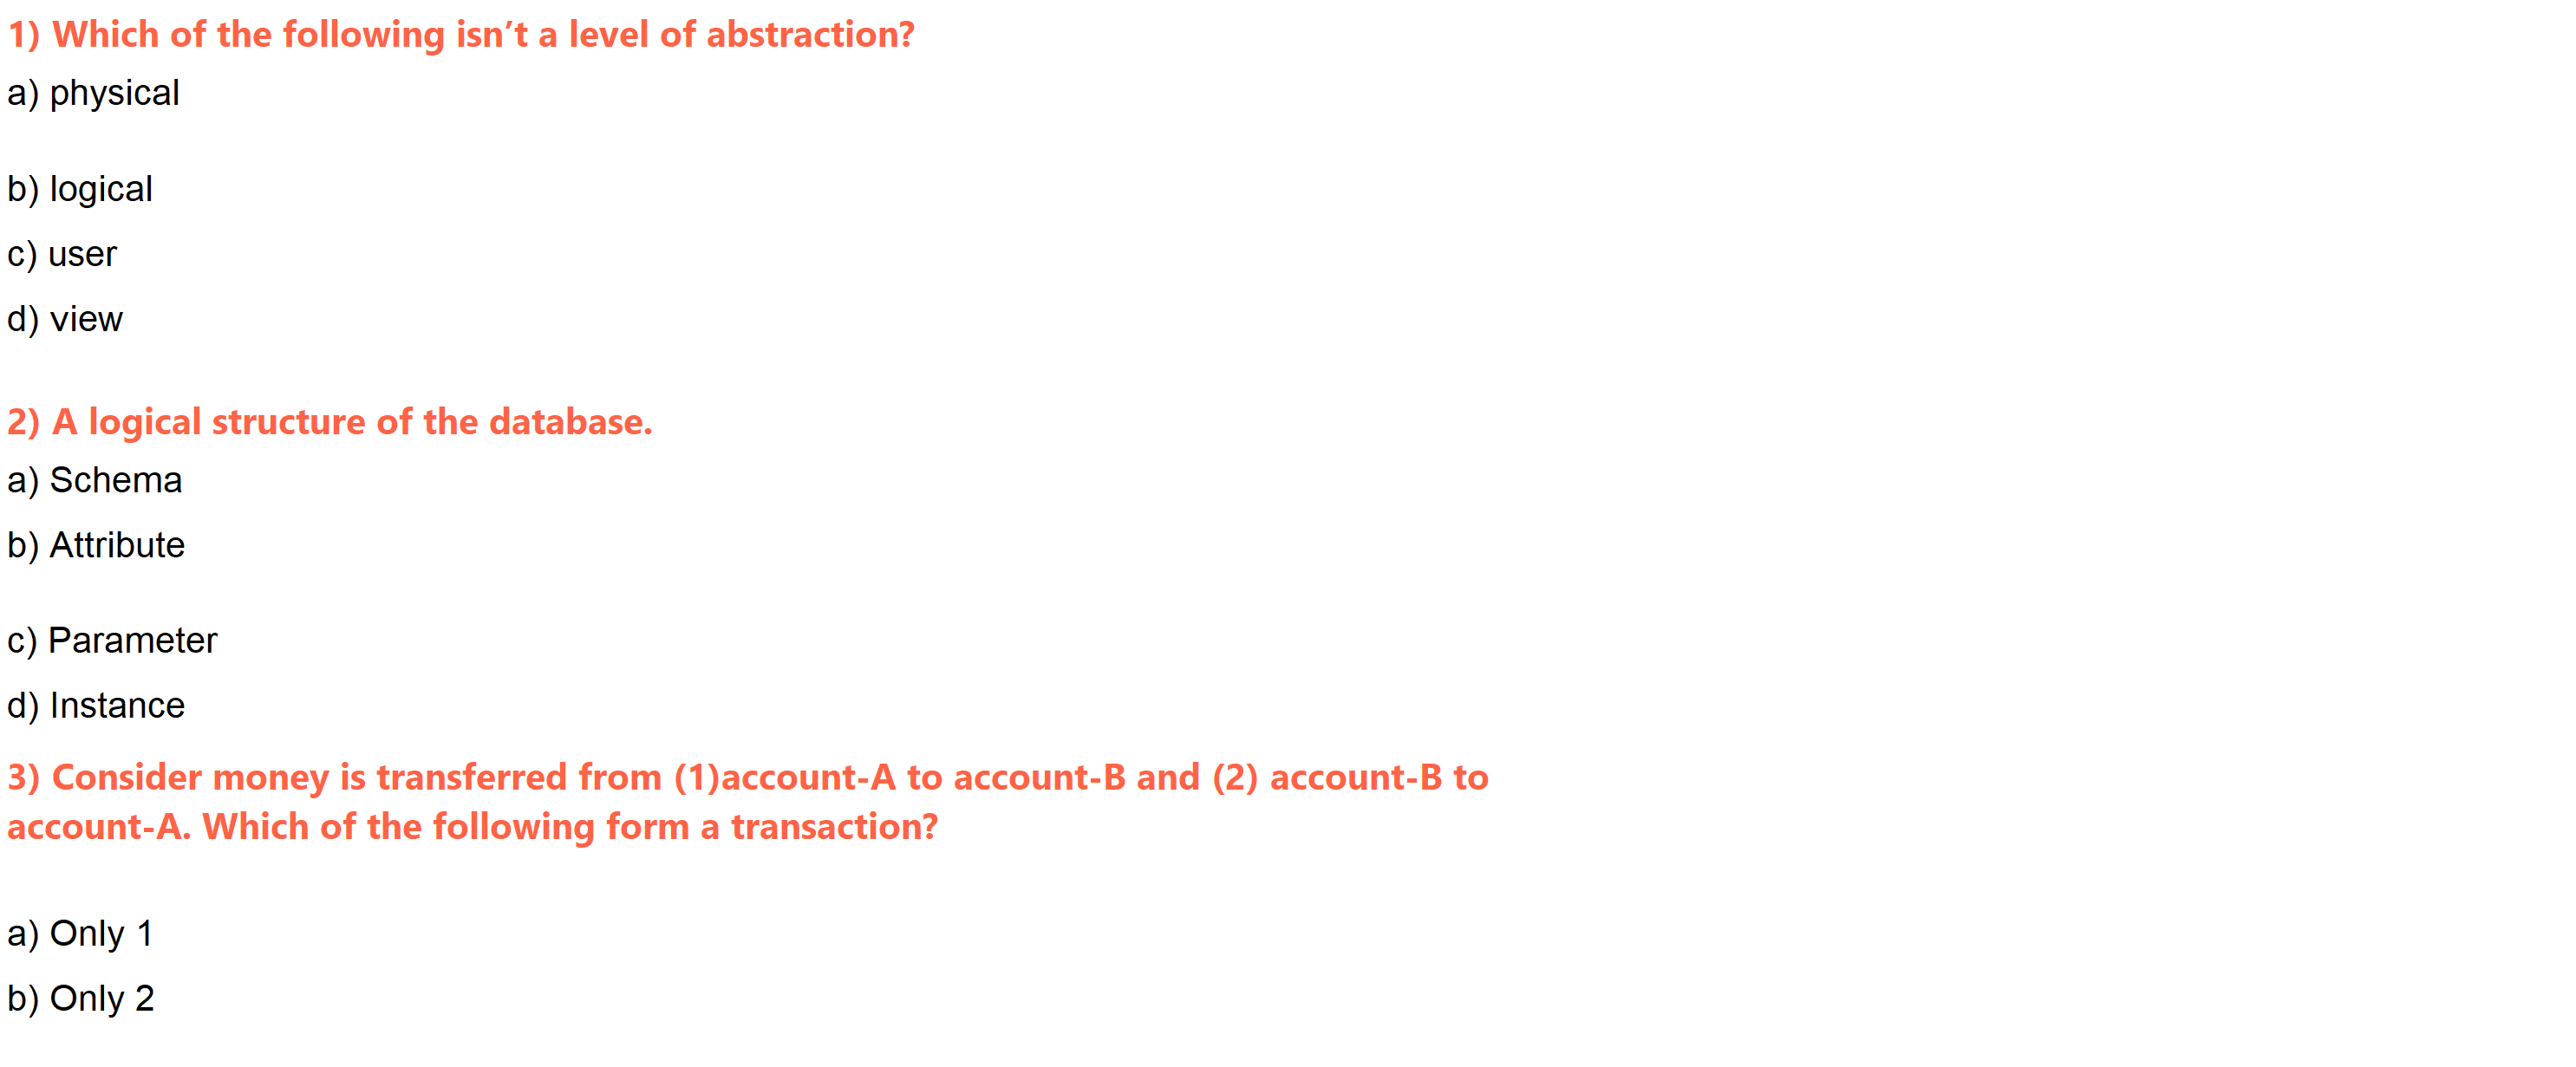 1) Which of the following isn’t a level of abstraction?
a) physical
b) logical
c) user
d) view
2) A logical structure of the database.
a) Schema
b) Attribute
c) Parameter
d) Instance
3) Consider money is transferred from (1)account-A to account-B and (2) account-B to
account-A. Which of the following form a transaction?
a) Only 1
b) Only 2